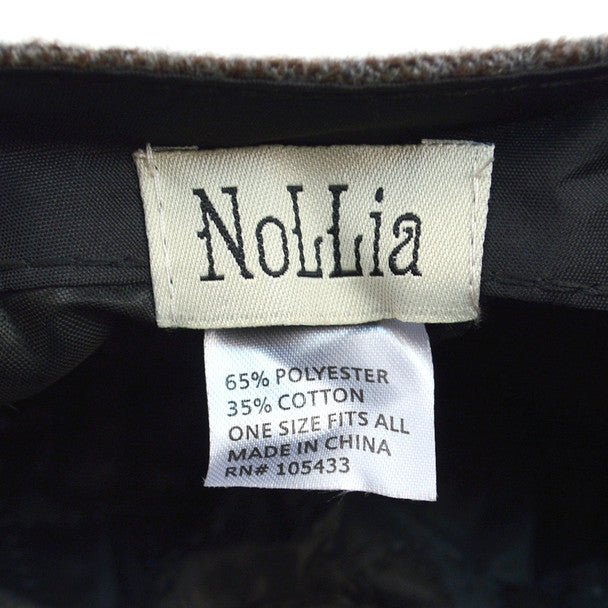 NoLLia
65% POLYESTER
35% COTTON
ONE SIZE FITS ALL
MADE IN CHINA
RN# 105433